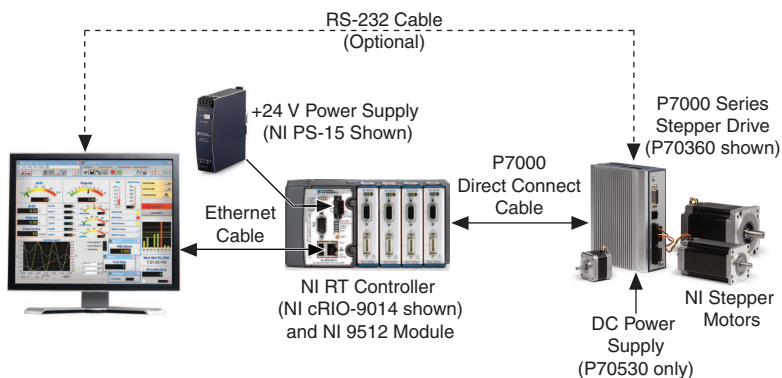 RS-232 Cable
(Optional)
+24 V Power Supply
(NI PS-15 Shown)
P7000 Series
Stepper Drive
(P70360 shown)
P7000
Direct Connect
Cable
Ethernet
Cable
NI RT Controller
(NI cRIO-9014 shown)
and NI 9512 Module
NI Stepper
Motors
DC Power
Supply
(P70530 only)